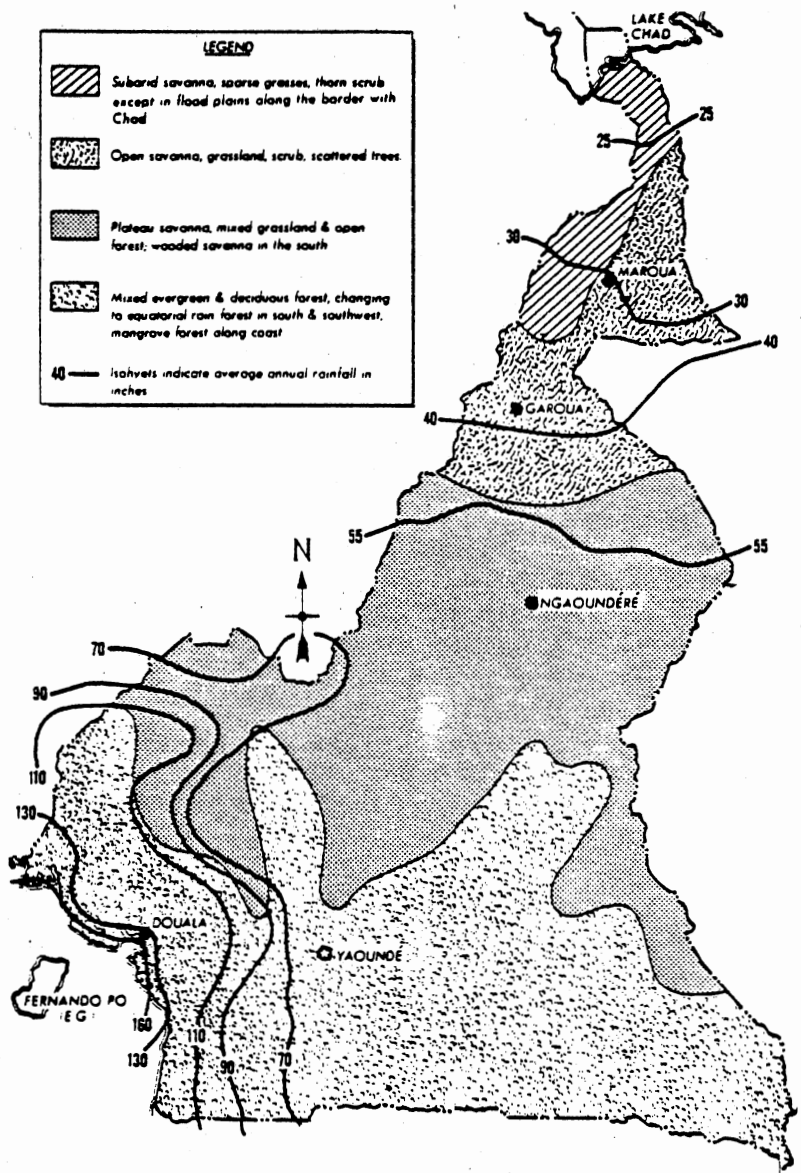 LEGEND
Subarid savanna, sparse grasses, thorn scrub
except in flood plains along the border with
Chad
Open savanna, grassland, scrub, scattered trees.
Plateau savanna, mixed grassland & open
forest; wooded savanna in the south
Mixed evergreen & deciduous forest, changing
to equatorial rain forest in south & southwest,
mangrove forest along coast
40 Isohyets indicate average annual rainfall in
inches
LAKE
CHAD
25
25
30
MAROUA
30
40
GAROUA
40
55
55
N
NGAOUNDÉRÉ
70
90
110
130
DOUALA
YAOUNDE
FERNANDO PO
E G
160
130
110
90
70